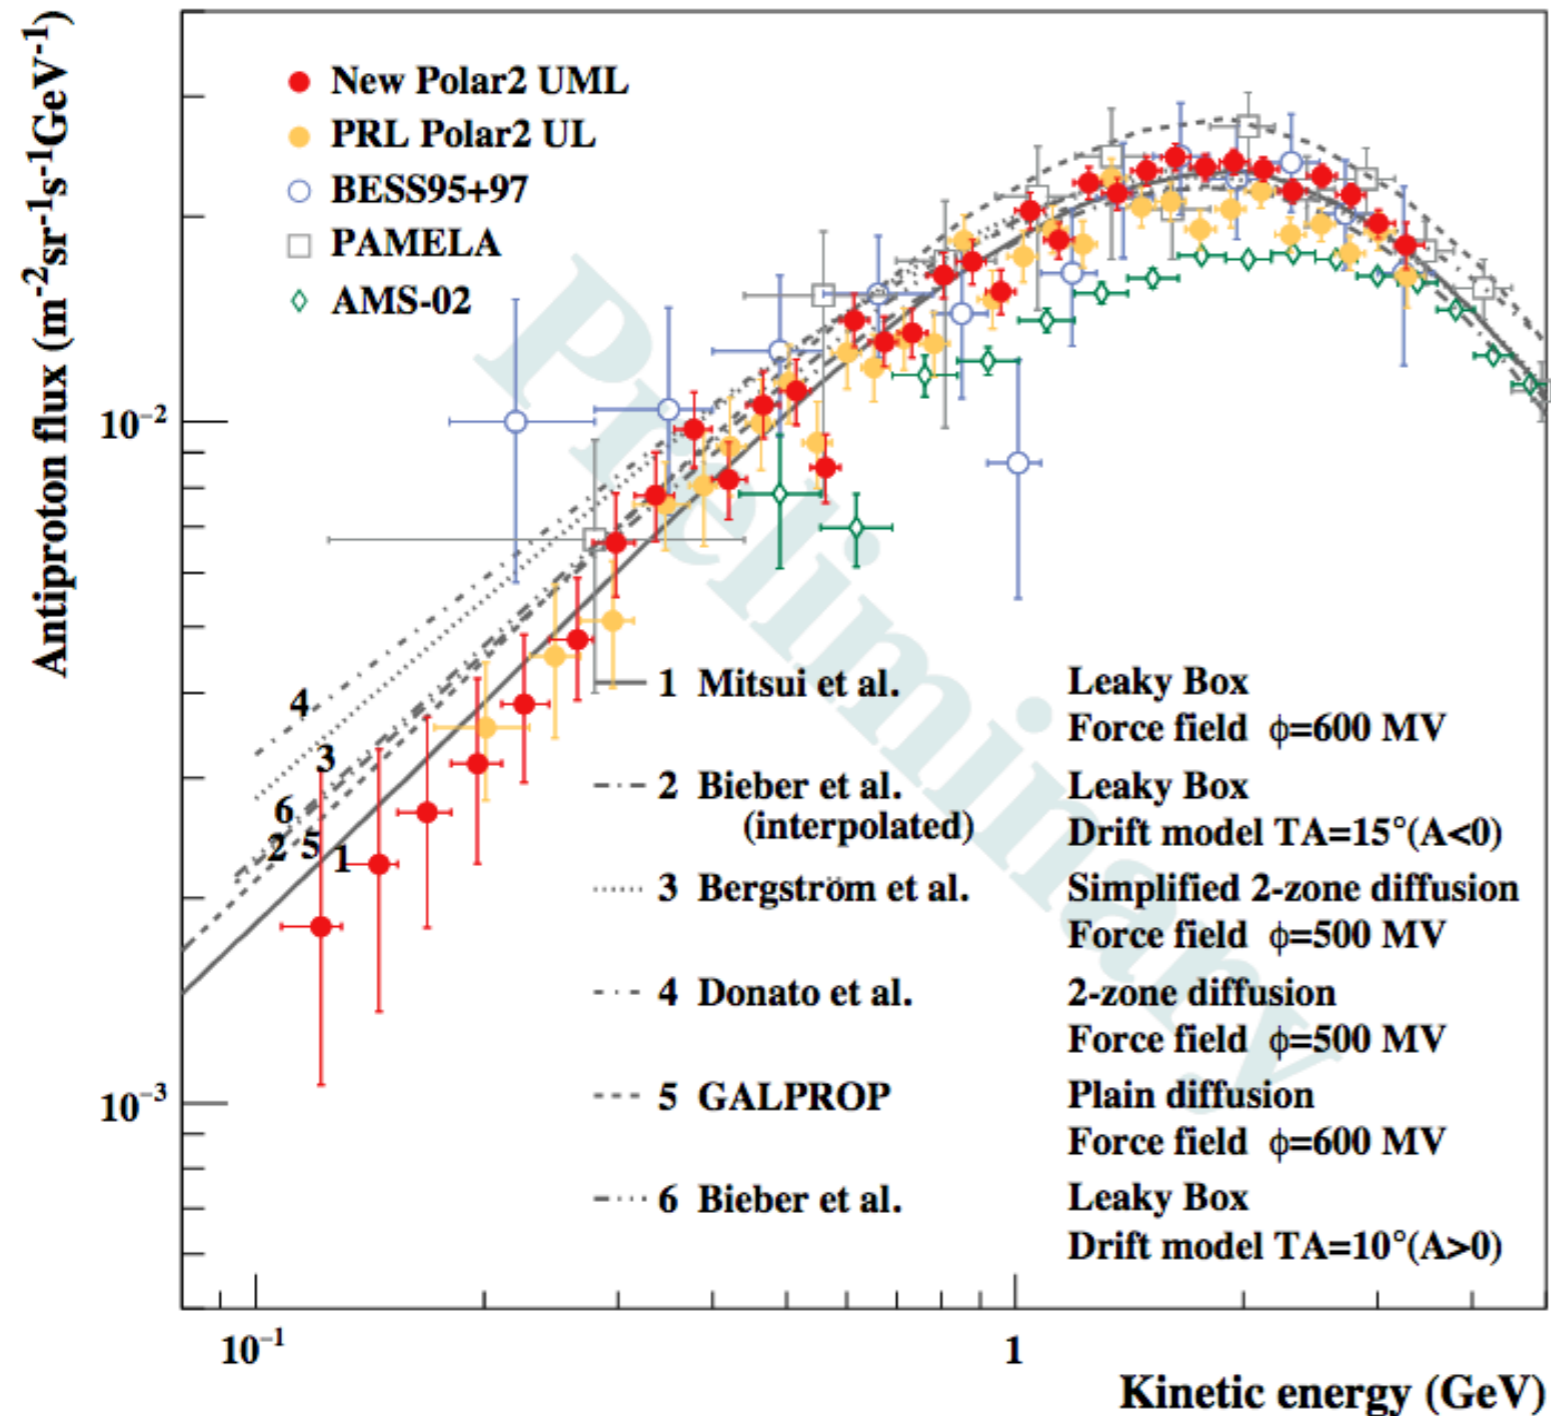 Antiproton flux (m⁻²sr⁻¹s⁻¹GeV⁻¹)
New Polar2 UML
PRL Polar2 UL
BESS95+97
PAMELA
AMS-02
10⁻²
10⁻³
4
3
6
2 5 1
1 Mitsui et al. Leaky Box
Force field ϕ=600 MV
2 Bieber et al. Leaky Box
(interpolated) Drift model TA=15°(A<0)
3 Bergström et al. Simplified 2-zone diffusion
Force field ϕ=500 MV
4 Donato et al. 2-zone diffusion
Force field ϕ=500 MV
5 GALPROP Plain diffusion
Force field ϕ=600 MV
6 Bieber et al. Leaky Box
Drift model TA=10°(A>0)
Preliminary
10⁻¹ 1
Kinetic energy (GeV)